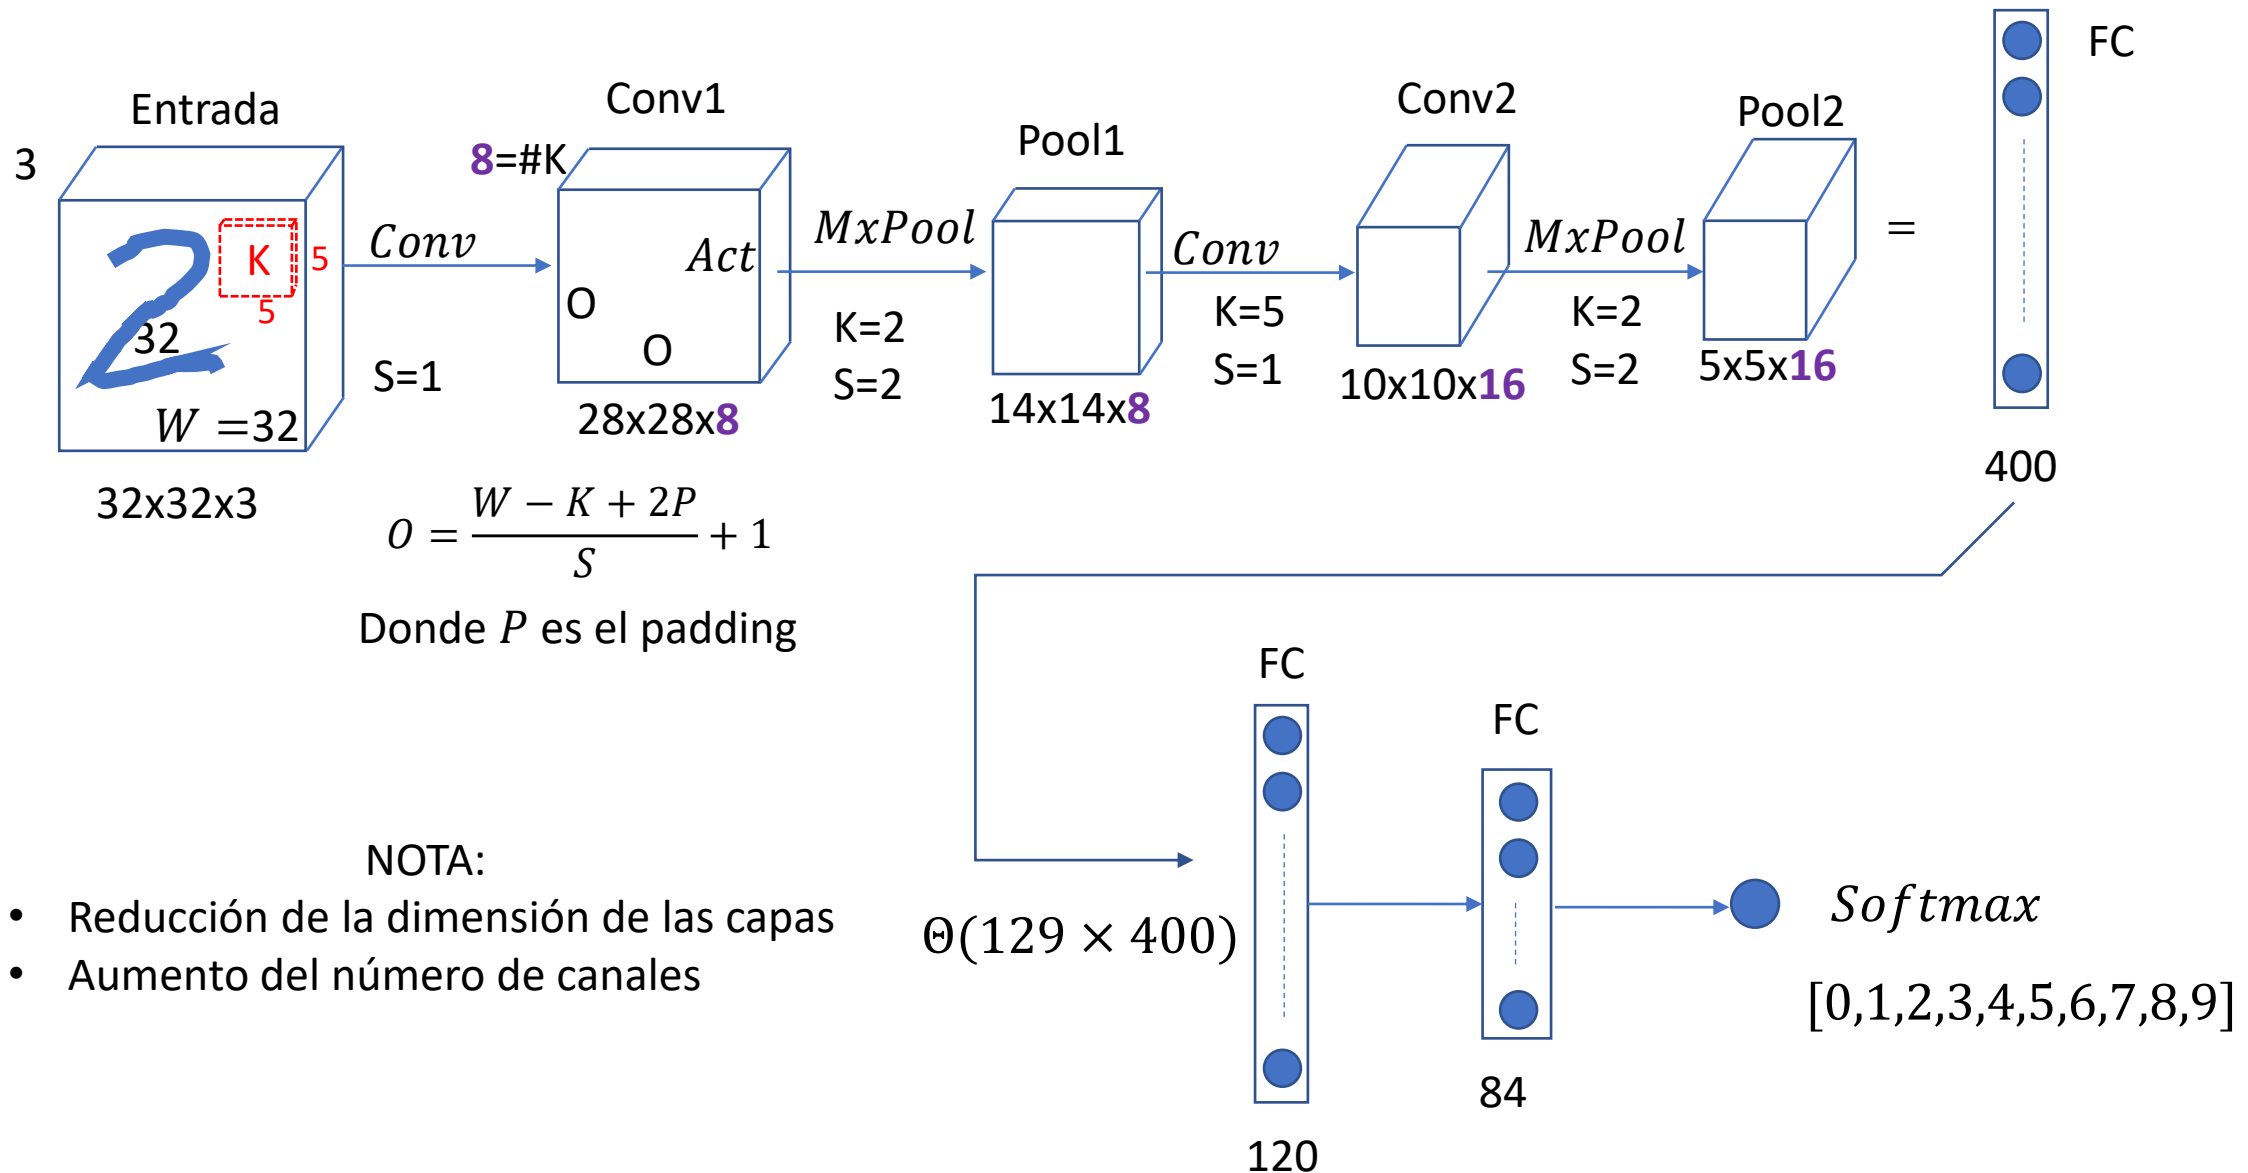 Entrada
3
K
5
5
32
W =32
32x32x3
Conv
S=1
Conv1
8=#K
Act
O
O
28x28x8
O = (W − K + 2P)/S + 1
Donde P es el padding
MxPool
K=2
S=2
Pool1
14x14x8
Conv
K=5
S=1
Conv2
10x10x16
MxPool
K=2
S=2
Pool2
5x5x16
=
FC
400
Θ(129 × 400)
FC
120
FC
84
Softmax
[0,1,2,3,4,5,6,7,8,9]
NOTA:
• Reducción de la dimensión de las capas
• Aumento del número de canales